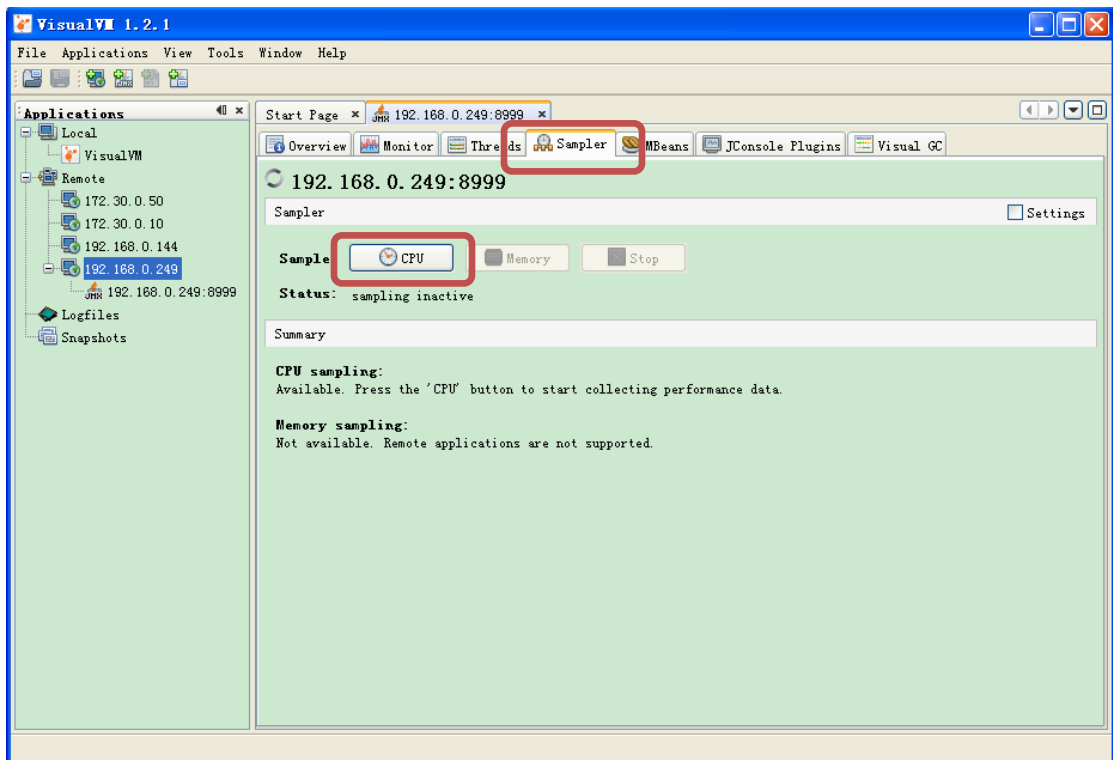 VisualVM 1.2.1
File Applications View Tools Window Help
Applications
Local
VisualVM
Remote
172.30.0.50
172.30.0.10
192.168.0.144
192.168.0.249
JMX 192.168.0.249:8999
Logfiles
Snapshots
Start Page JMX 192.168.0.249:8999
Overview Monitor Threads Sampler MBeans JConsole Plugins Visual GC
192.168.0.249:8999
Sampler Settings
Sample CPU Memory Stop
Status: sampling inactive
Summary
CPU sampling:
Available. Press the 'CPU' button to start collecting performance data.
Memory sampling:
Not available. Remote applications are not supported.